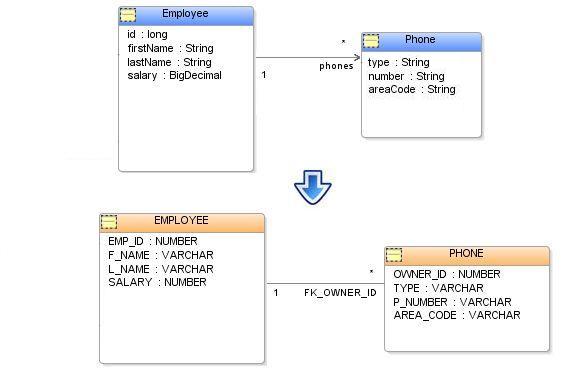 Employee
id : long
firstName : String
lastName : String
salary : BigDecimal
*
1
phones
Phone
type : String
number : String
areaCode : String
EMPLOYEE
EMP_ID : NUMBER
F_NAME : VARCHAR
L_NAME : VARCHAR
SALARY : NUMBER
*
1
FK_OWNER_ID
PHONE
OWNER_ID : NUMBER
TYPE : VARCHAR
P_NUMBER : VARCHAR
AREA_CODE : VARCHAR